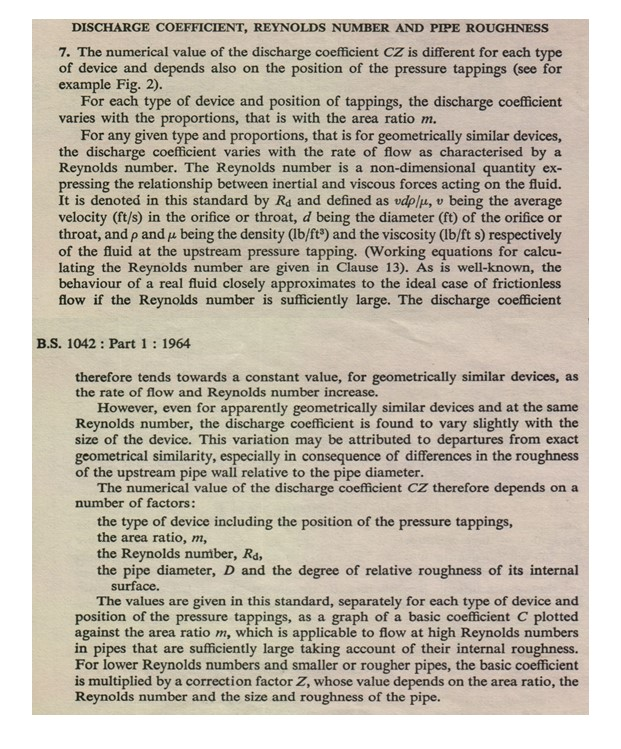 DISCHARGE COEFFICIENT, REYNOLDS NUMBER AND PIPE ROUGHNESS
7. The numerical value of the discharge coefficient CZ is different for each type
of device and depends also on the position of the pressure tappings (see for
example Fig. 2).
For each type of device and position of tappings, the discharge coefficient
varies with the proportions, that is with the area ratio m.
For any given type and proportions, that is for geometrically similar devices,
the discharge coefficient varies with the rate of flow as characterised by a
Reynolds number. The Reynolds number is a non-dimensional quantity ex-
pressing the relationship between inertial and viscous forces acting on the fluid.
It is denoted in this standard by Rd and defined as vdρ/μ, v being the average
velocity (ft/s) in the orifice or throat, d being the diameter (ft) of the orifice or
throat, and ρ and μ being the density (lb/ft³) and the viscosity (lb/ft s) respectively
of the fluid at the upstream pressure tapping. (Working equations for calcu-
lating the Reynolds number are given in Clause 13). As is well-known, the
behaviour of a real fluid closely approximates to the ideal case of frictionless
flow if the Reynolds number is sufficiently large. The discharge coefficient
B.S. 1042 : Part 1 : 1964
therefore tends towards a constant value, for geometrically similar devices, as
the rate of flow and Reynolds number increase.
However, even for apparently geometrically similar devices and at the same
Reynolds number, the discharge coefficient is found to vary slightly with the
size of the device. This variation may be attributed to departures from exact
geometrical similarity, especially in consequence of differences in the roughness
of the upstream pipe wall relative to the pipe diameter.
The numerical value of the discharge coefficient CZ therefore depends on a
number of factors:
the type of device including the position of the pressure tappings,
the area ratio, m,
the Reynolds number, Rd,
the pipe diameter, D and the degree of relative roughness of its internal
surface.
The values are given in this standard, separately for each type of device and
position of the pressure tappings, as a graph of a basic coefficient C plotted
against the area ratio m, which is applicable to flow at high Reynolds numbers
in pipes that are sufficiently large taking account of their internal roughness.
For lower Reynolds numbers and smaller or rougher pipes, the basic coefficient
is multiplied by a correction factor Z, whose value depends on the area ratio, the
Reynolds number and the size and roughness of the pipe.